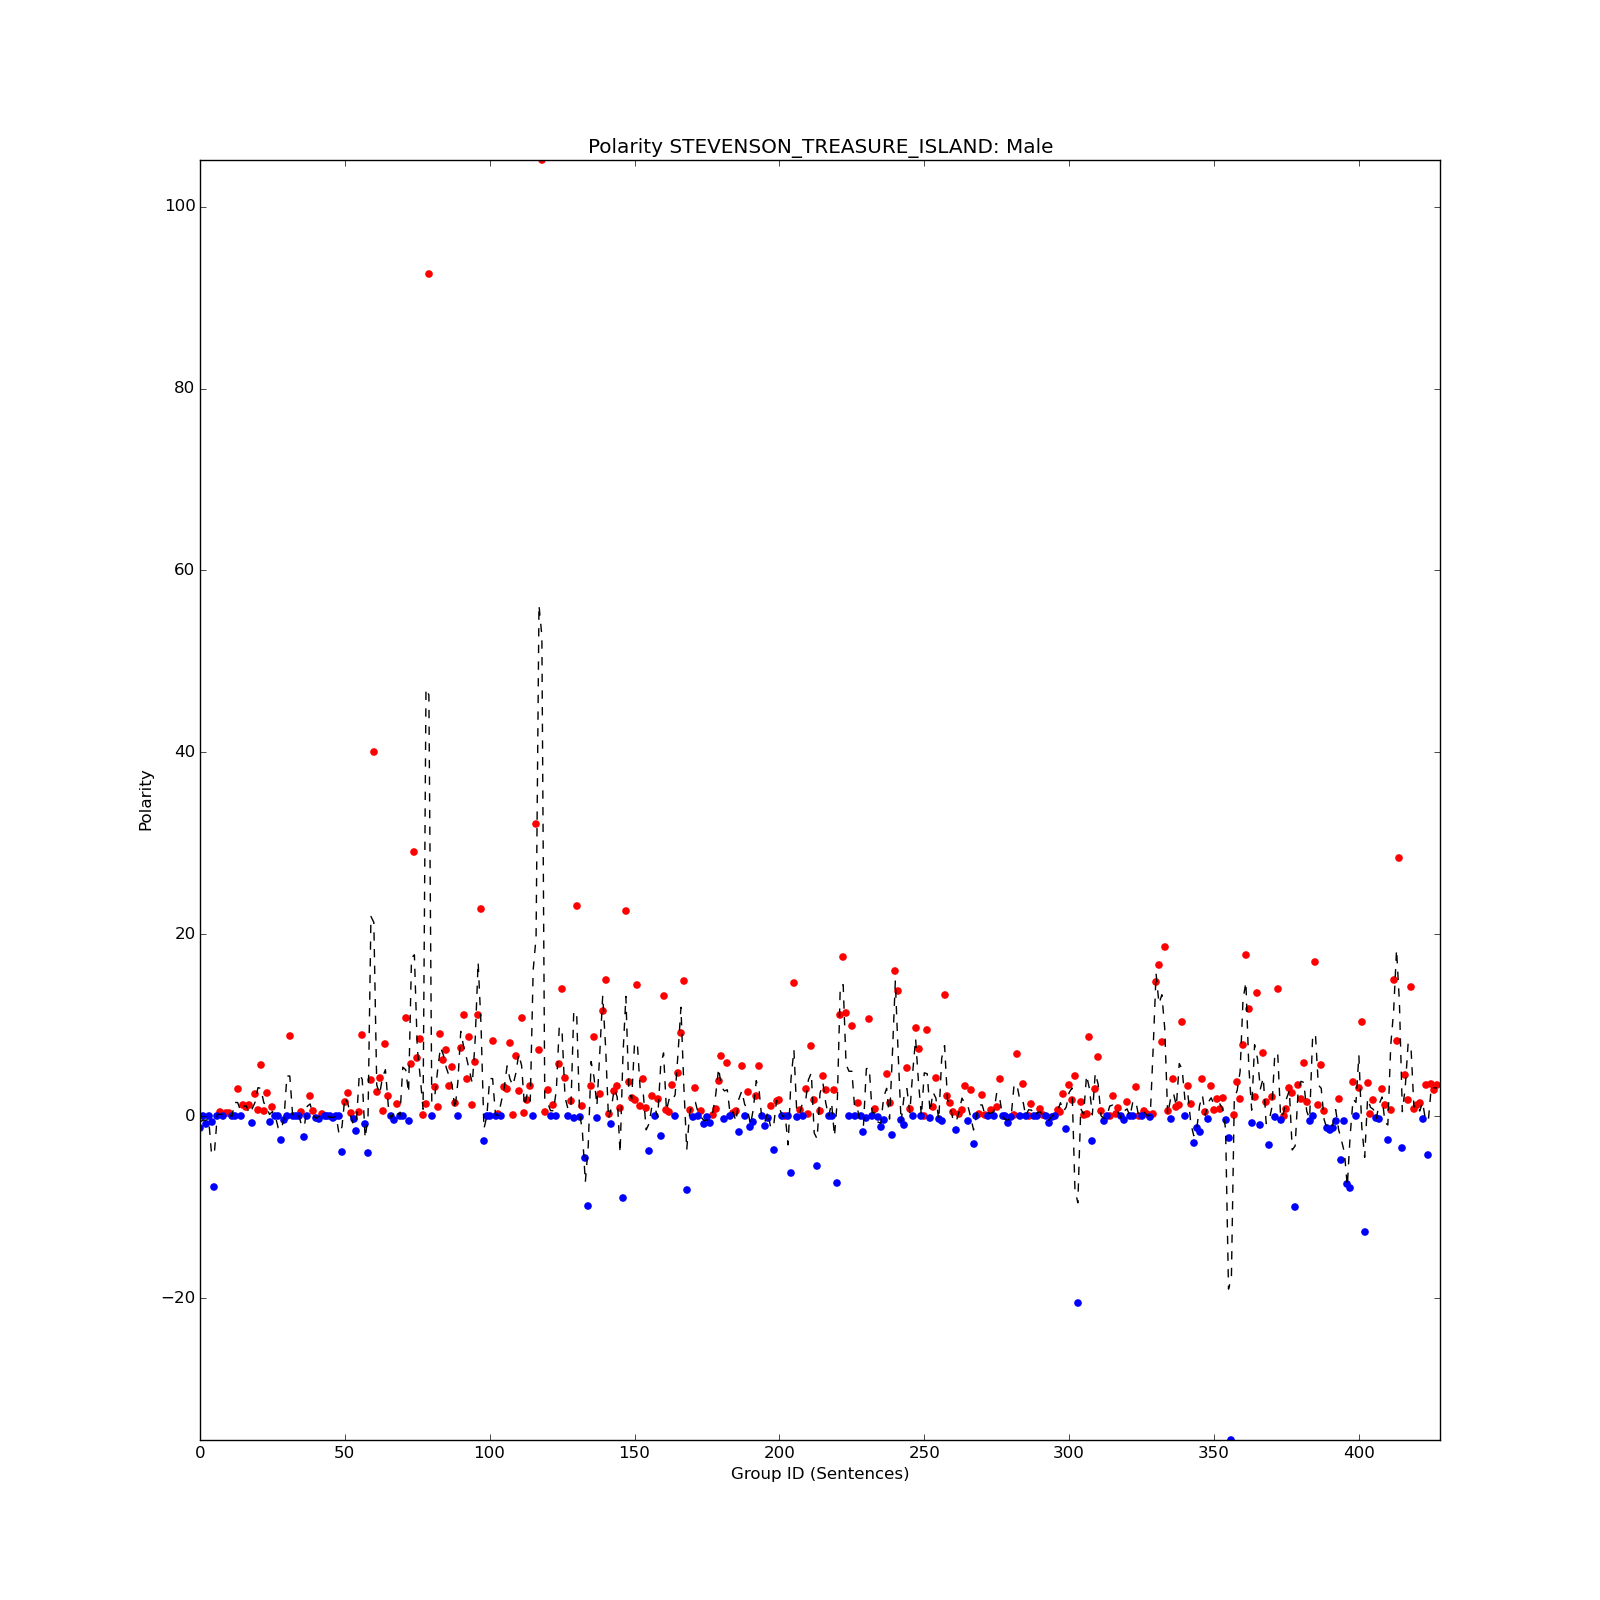 Polarity STEVENSON_TREASURE_ISLAND: Male
100
80
60
40
20
0
−20
Polarity
0 50 100 150 200 250 300 350 400
Group ID (Sentences)